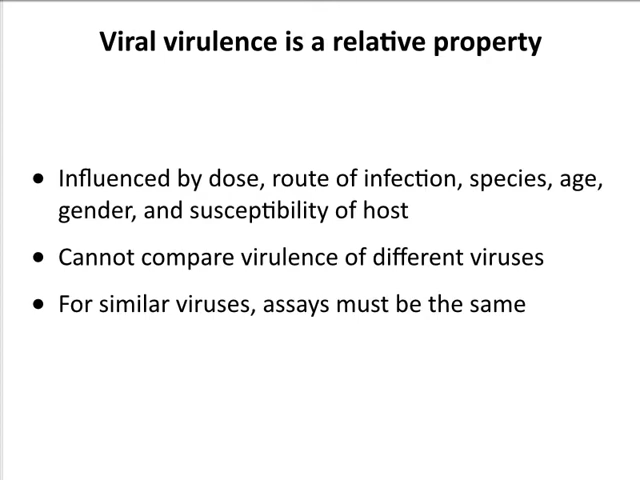 Viral virulence is a relative property
• Influenced by dose, route of infection, species, age,
gender, and susceptibility of host
• Cannot compare virulence of different viruses
• For similar viruses, assays must be the same